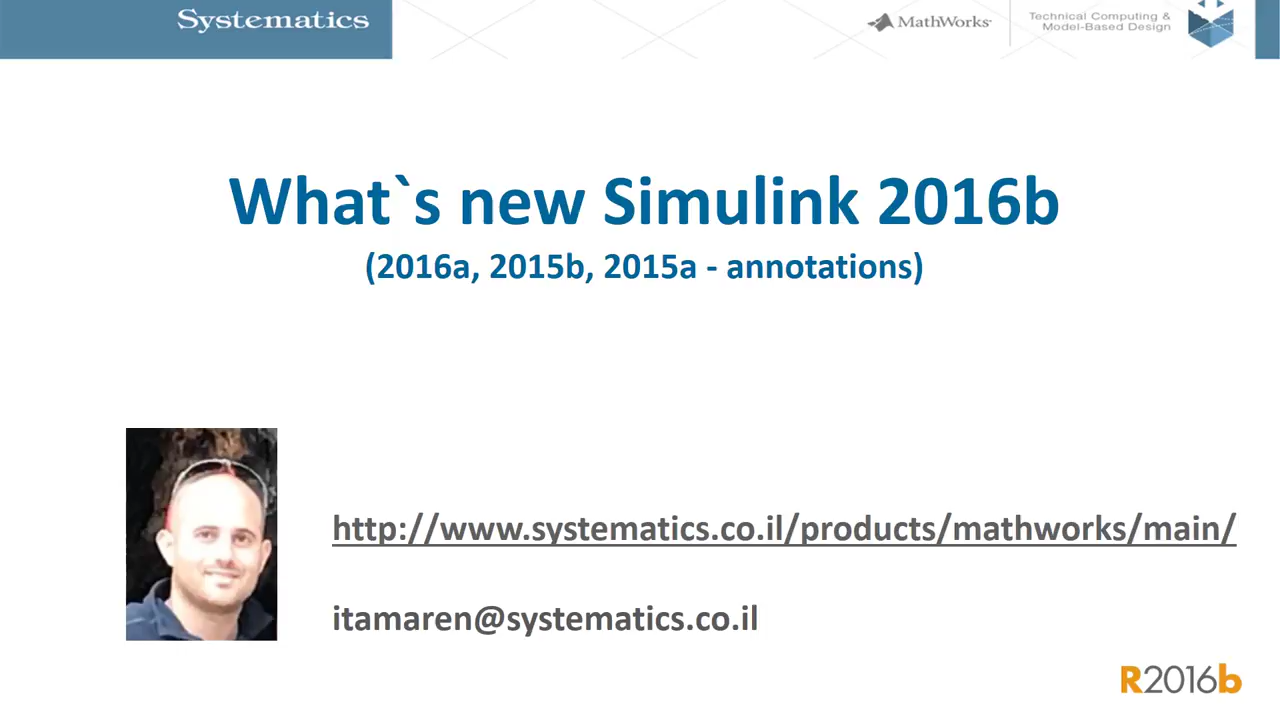 Systematics
MathWorks
Technical Computing &
Model-Based Design
What`s new Simulink 2016b
(2016a, 2015b, 2015a - annotations)
http://www.systematics.co.il/products/mathworks/main/
itamaren@systematics.co.il
R2016b